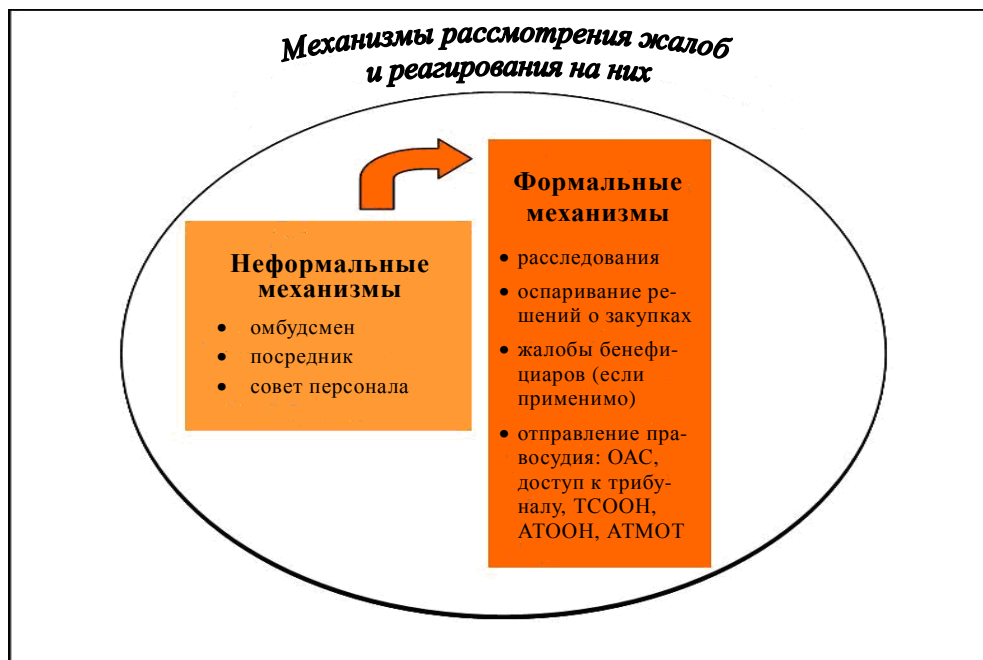 Механизмы рассмотрения жалоб
и реагирования на них
Неформальные
механизмы
• омбудсмен
• посредник
• совет персонала
Формальные
механизмы
• расследования
• оспаривание ре-
шений о закупках
• жалобы бенефи-
циаров (если
применимо)
• отправление пра-
восудия: ОАС,
доступ к трибу-
налу, ТСООН,
АТООН, АТМОТ